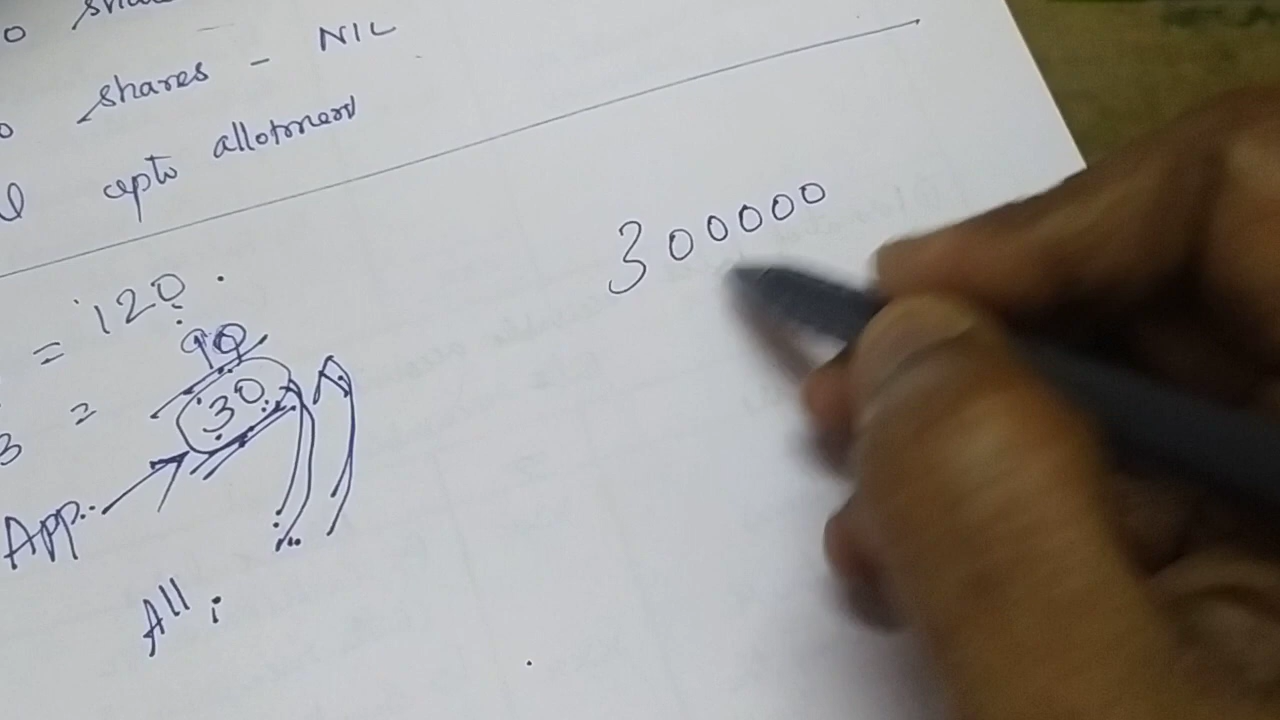 o
shares - NIL
upto allotment
300000
= 120.
90
3 = 30
App..
All: